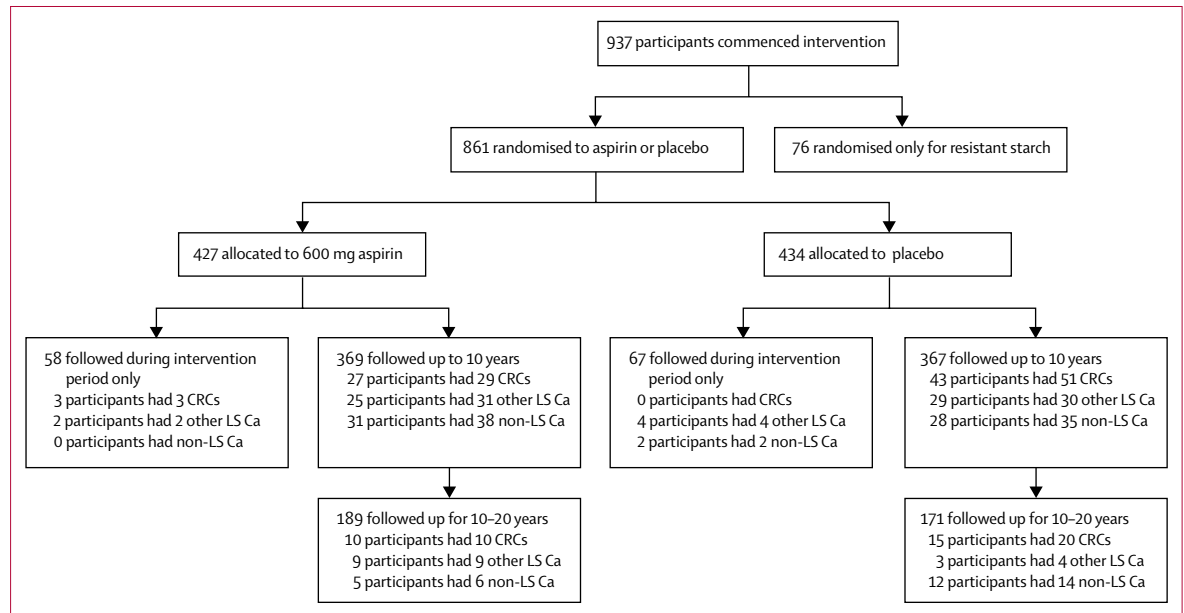 937 participants commenced intervention
861 randomised to aspirin or placebo
76 randomised only for resistant starch
427 allocated to 600 mg aspirin
434 allocated to placebo
58 followed during intervention
period only
3 participants had 3 CRCs
2 participants had 2 other LS Ca
0 participants had non-LS Ca
369 followed up to 10 years
27 participants had 29 CRCs
25 participants had 31 other LS Ca
31 participants had 38 non-LS Ca
67 followed during intervention
period only
0 participants had CRCs
4 participants had 4 other LS Ca
2 participants had 2 non-LS Ca
367 followed up to 10 years
43 participants had 51 CRCs
29 participants had 30 other LS Ca
28 participants had 35 non-LS Ca
189 followed up for 10–20 years
10 participants had 10 CRCs
9 participants had 9 other LS Ca
5 participants had 6 non-LS Ca
171 followed up for 10–20 years
15 participants had 20 CRCs
3 participants had 4 other LS Ca
12 participants had 14 non-LS Ca